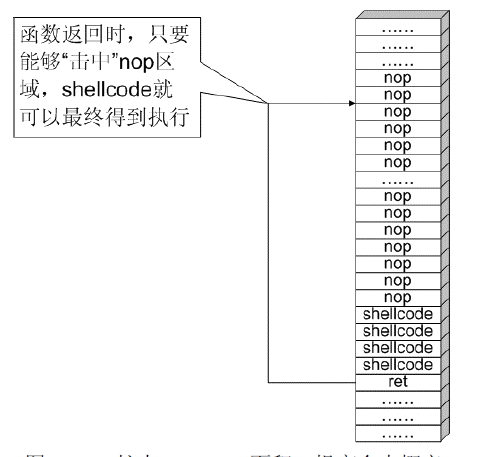 函数返回时，只要
能够“击中”nop区
域，shellcode就
可以最终得到执行
……
……
……
nop
nop
nop
nop
nop
nop
……
nop
nop
nop
nop
nop
nop
nop
shellcode
shellcode
shellcode
shellcode
ret
……
……
……